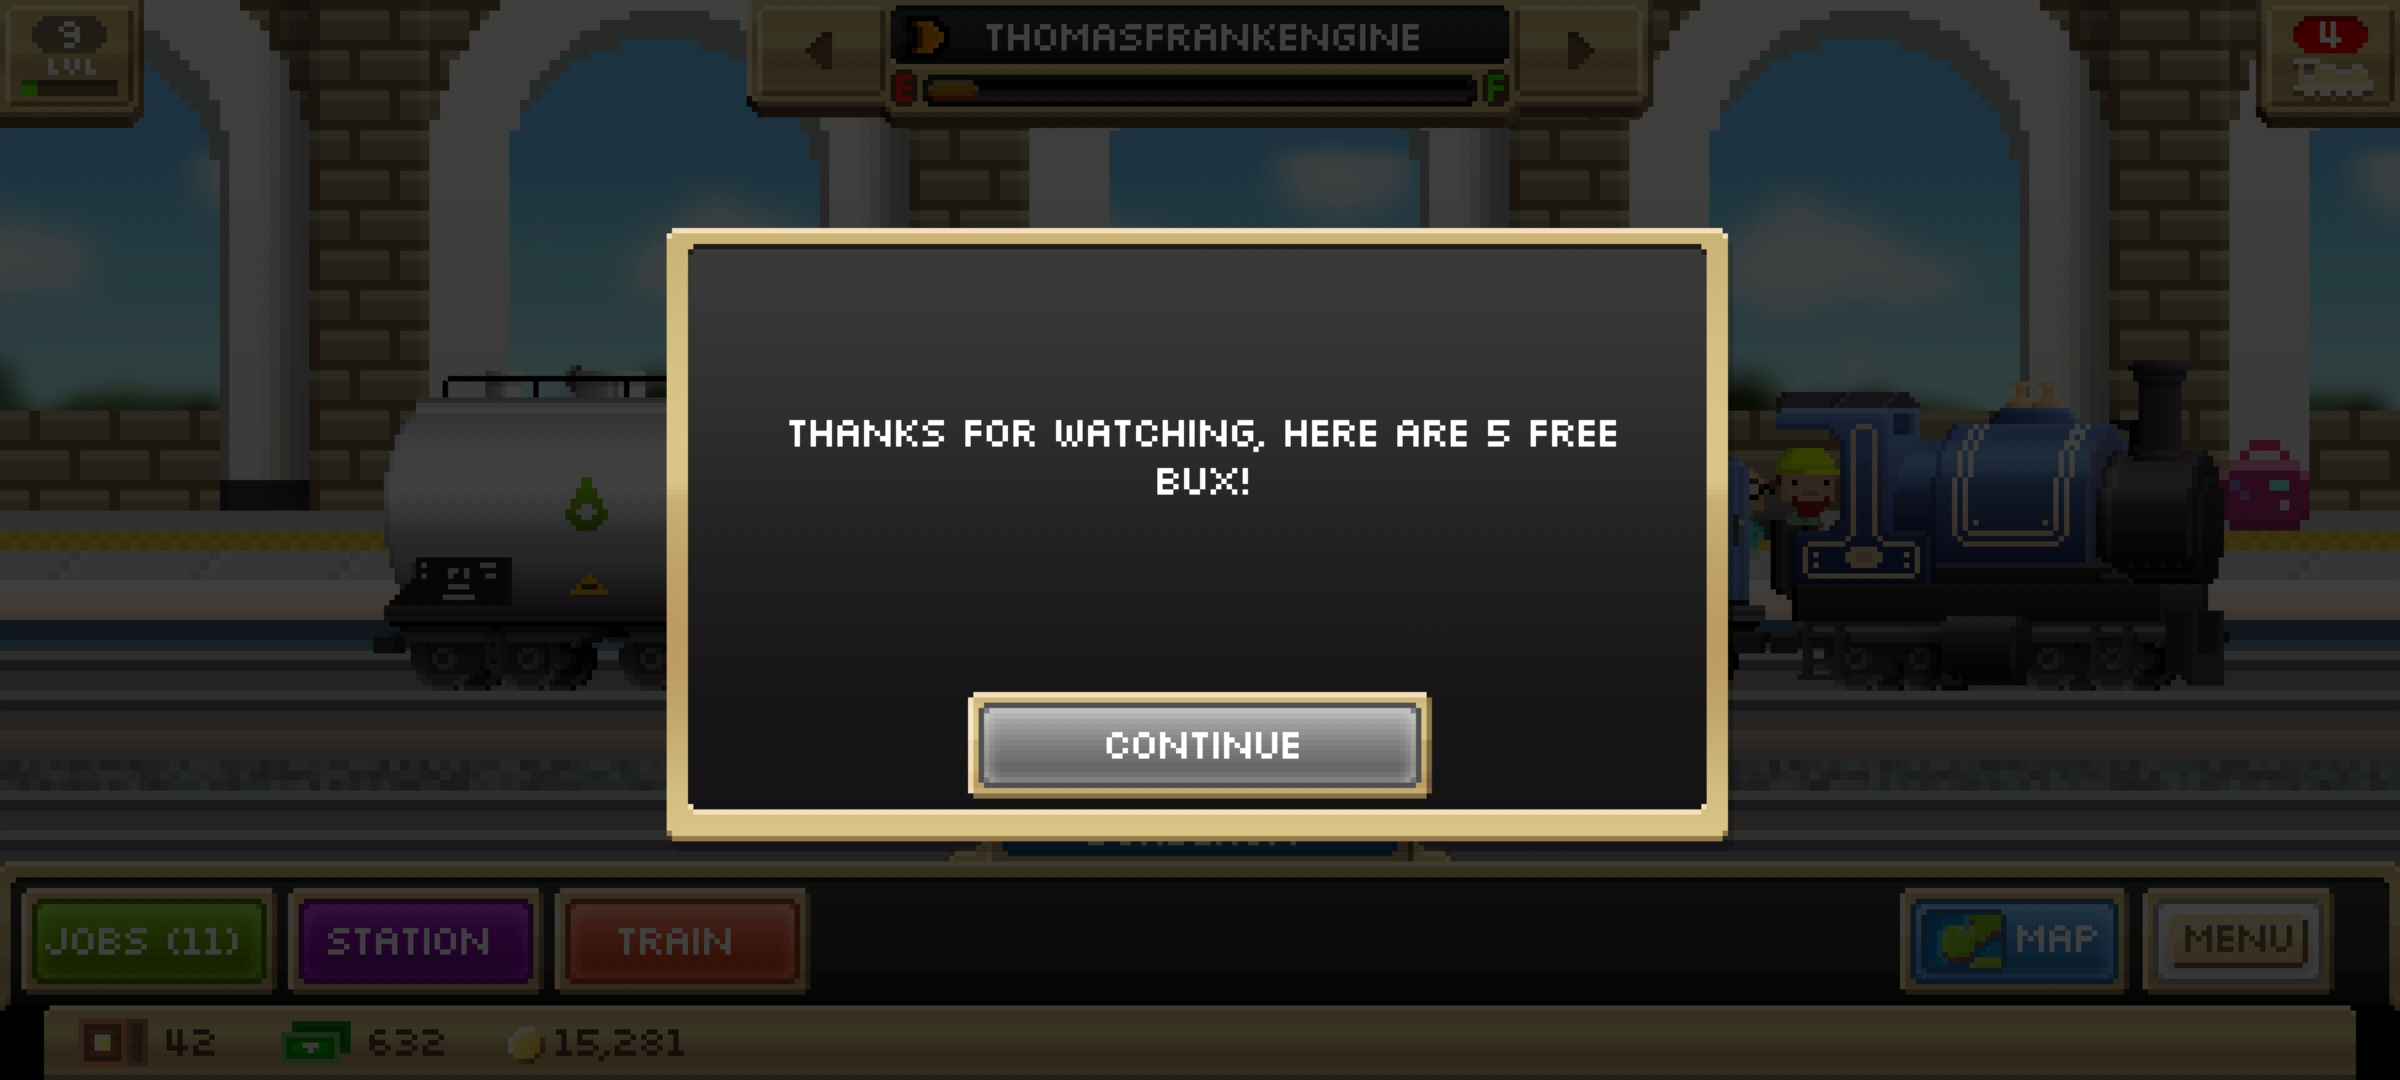 9
LVL
THOMASFRANKENGINE
E F
4
THANKS FOR WATCHING, HERE ARE 5 FREE
BUX!
CONTINUE
JOBS (11)
STATION
TRAIN
MAP
MENU
42
632
15,281